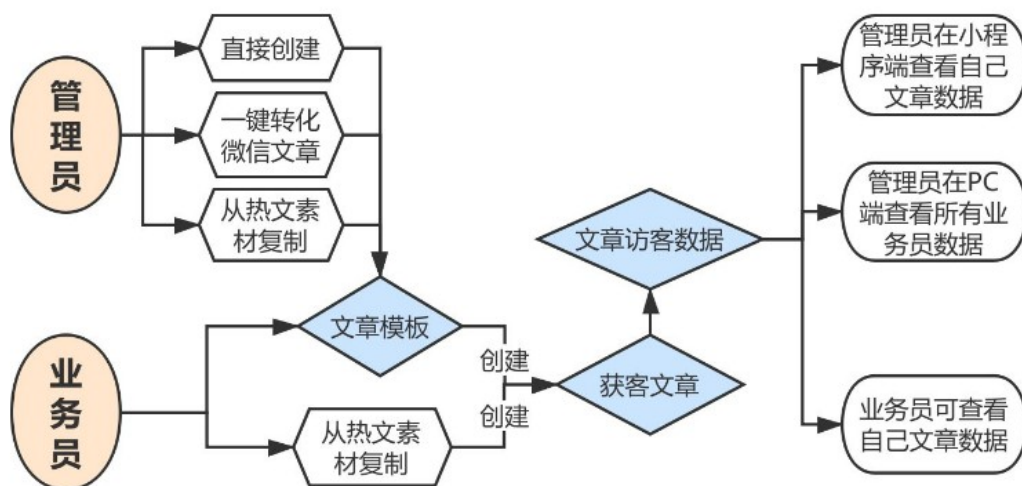 管理员
直接创建
一键转化
微信文章
从热文素
材复制
业务员
文章模板
从热文素
材复制
创建
创建
获客文章
文章访客数据
管理员在小程
序端查看自己
文章数据
管理员在PC
端查看所有业
务员数据
业务员可查看
自己文章数据